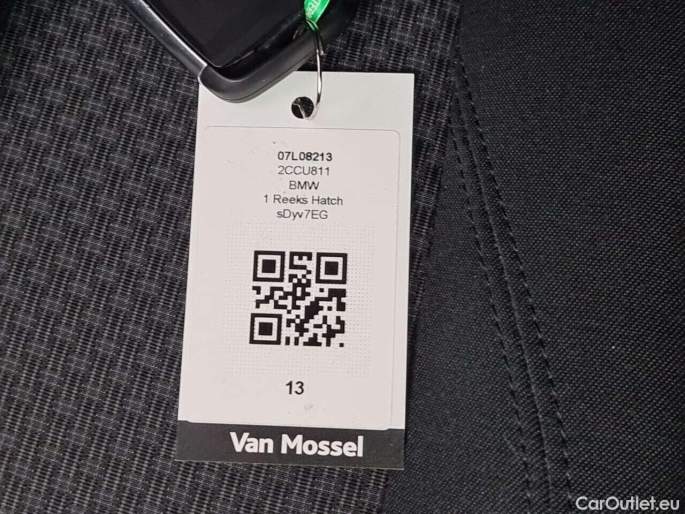 07L08213
2CCU811
BMW
1 Reeks Hatch
sDyv7EG
13
Van Mossel
CarOutlet.eu